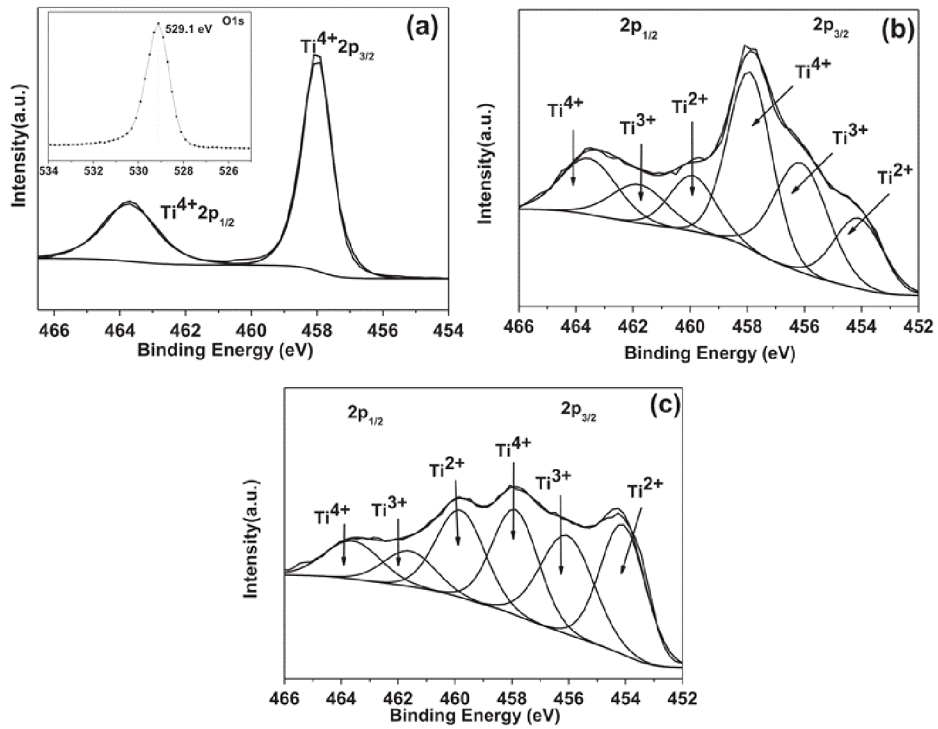 O1s
529.1 eV
534 532 530 528 526
(a)
Ti4+2p3/2
Ti4+2p1/2
Intensity(a.u.)
466 464 462 460 458 456 454
Binding Energy (eV)
2p1/2 2p3/2 (b)
Ti4+
Ti4+ Ti3+ Ti2+
Ti3+
Ti2+
Intensity(a.u.)
466 464 462 460 458 456 454 452
Binding Energy (eV)
2p1/2 2p3/2 (c)
Ti4+ Ti3+ Ti2+ Ti4+ Ti3+ Ti2+
Intensity(a.u.)
466 464 462 460 458 456 454 452
Binding Energy (eV)